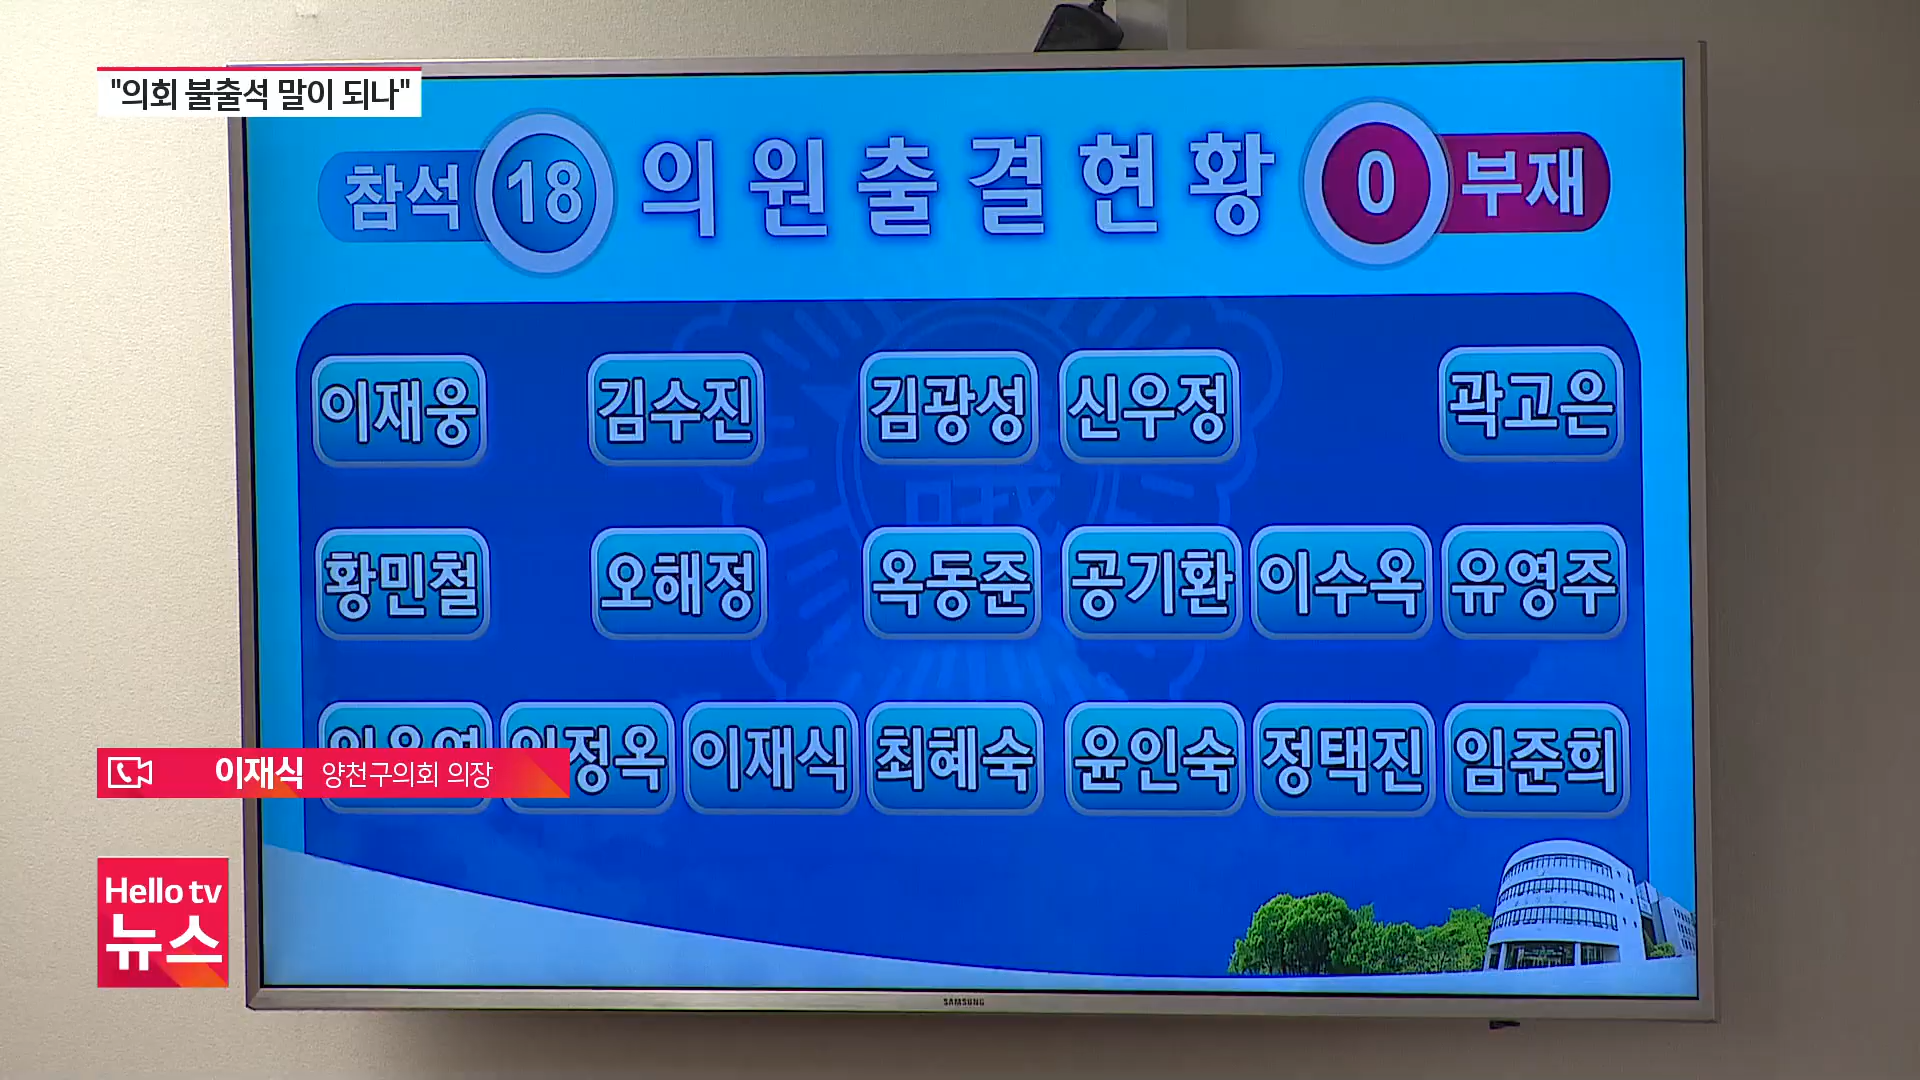 "의회 불출석 말이 되나"
참석 18 의원출결현황 0 부재
이재웅 김수진 김광성 신우정 곽고은
황민철 오해정 옥동준 공기환 이수옥 유영주
정옥 이재식 최혜숙 윤인숙 정택진 임준희
이재식 양천구의회 의장
Hello tv
뉴스
SAMSUNG